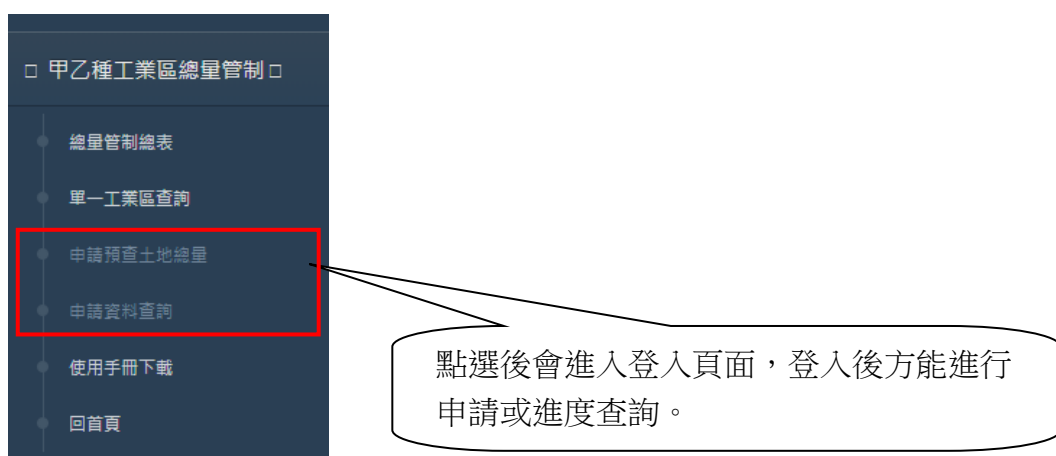 □ 甲乙種工業區總量管制 □
總量管制總表
單一工業區查詢
申請預查土地總量
申請資料查詢
使用手冊下載
回首頁
點選後會進入登入頁面，登入後方能進行
申請或進度查詢。